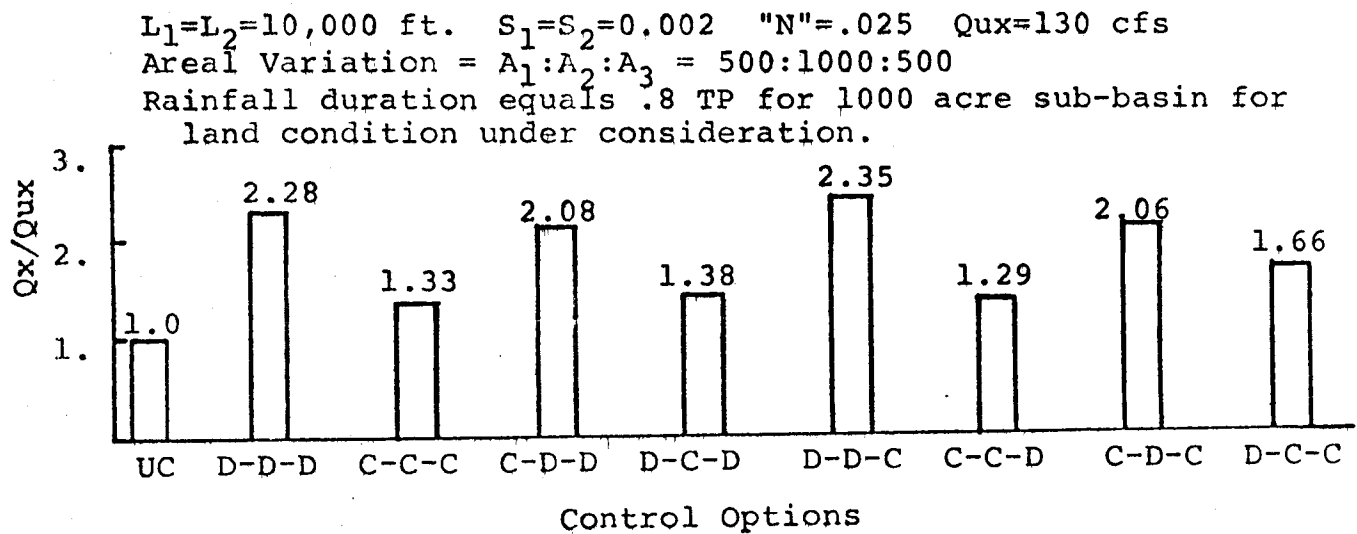 L1=L2=10,000 ft. S1=S2=0.002 "N"=.025 Qux=130 cfs
Areal Variation = A1:A2:A3 = 500:1000:500
Rainfall duration equals .8 TP for 1000 acre sub-basin for
land condition under consideration.
Qx/Qux
3.
2.
1.
1.0
2.28
1.33
2.08
1.38
2.35
1.29
2.06
1.66
UC D-D-D C-C-C C-D-D D-C-D D-D-C C-C-D C-D-C D-C-C
Control Options